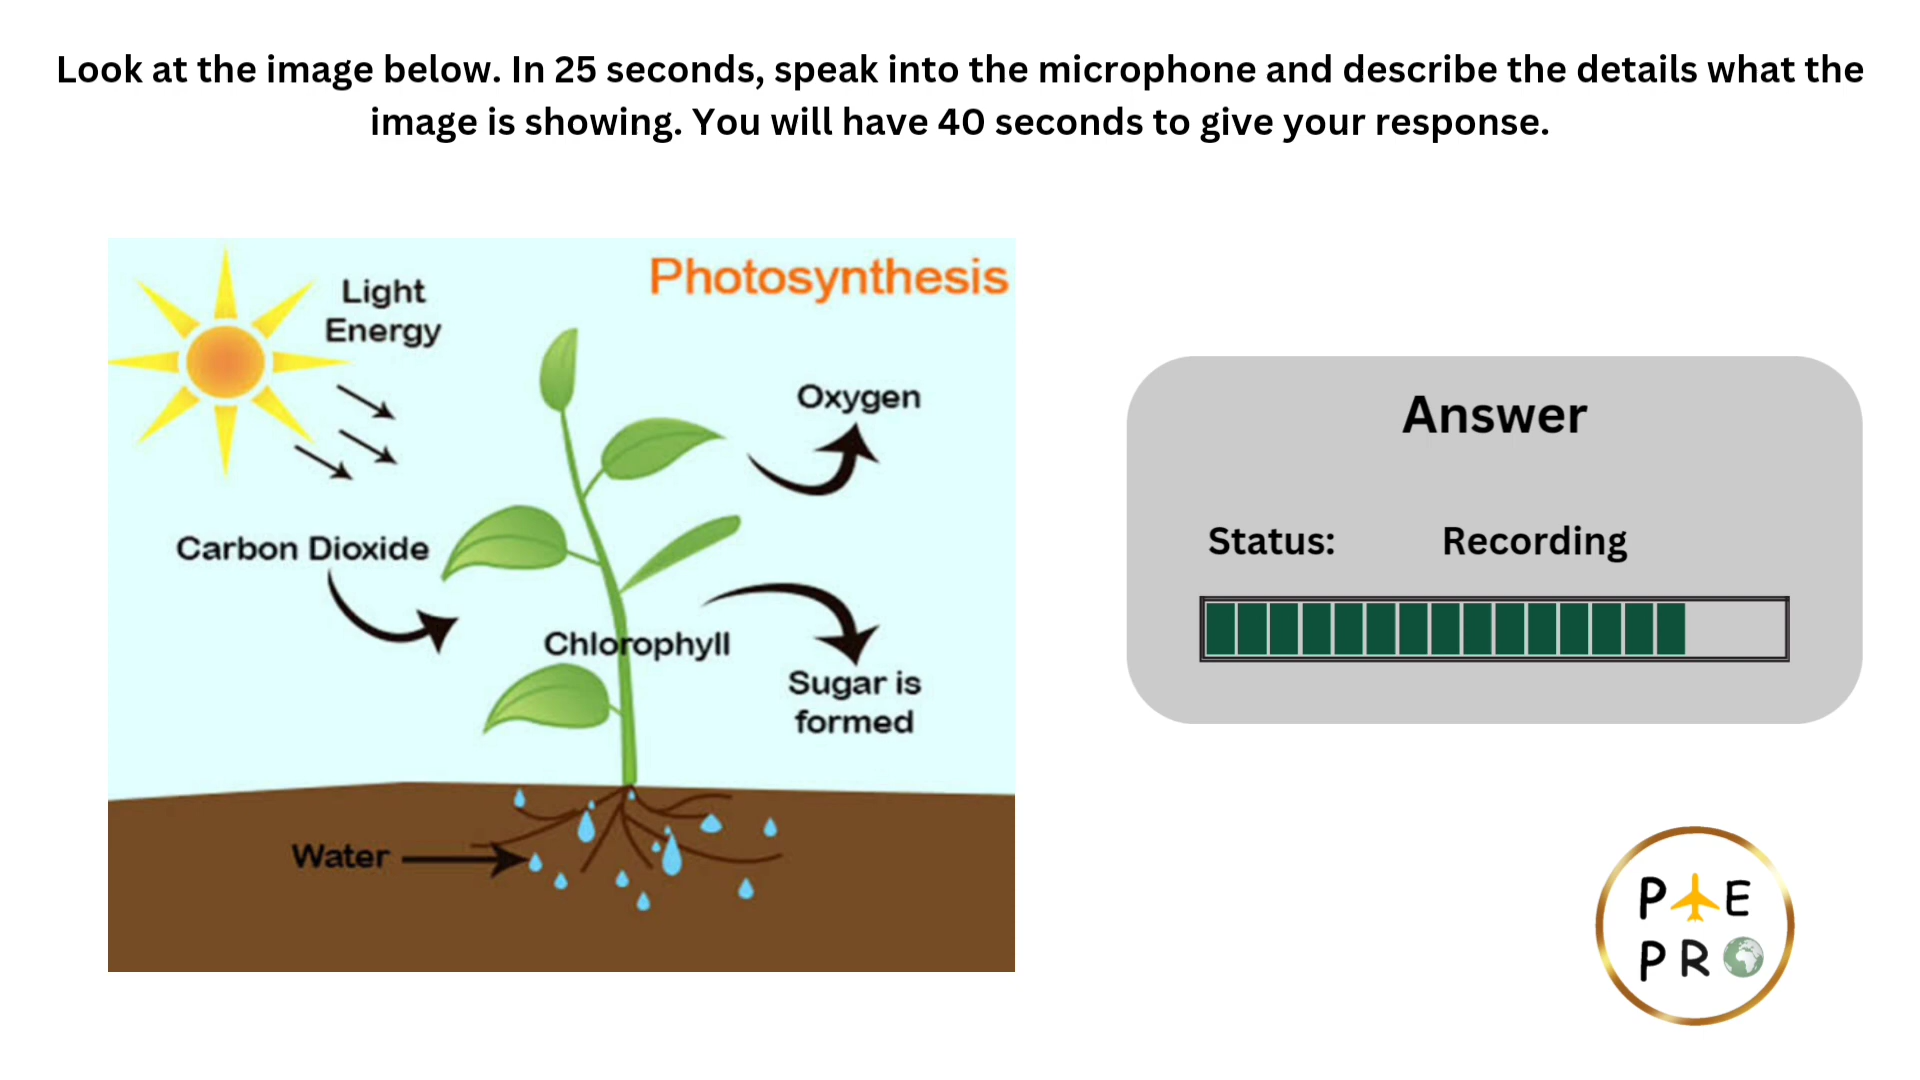 Look at the image below. In 25 seconds, speak into the microphone and describe the details what the
image is showing. You will have 40 seconds to give your response.
Photosynthesis
Light
Energy
Oxygen
Carbon Dioxide
Chlorophyll
Sugar is
formed
Water
Answer
Status: Recording
P E
P R